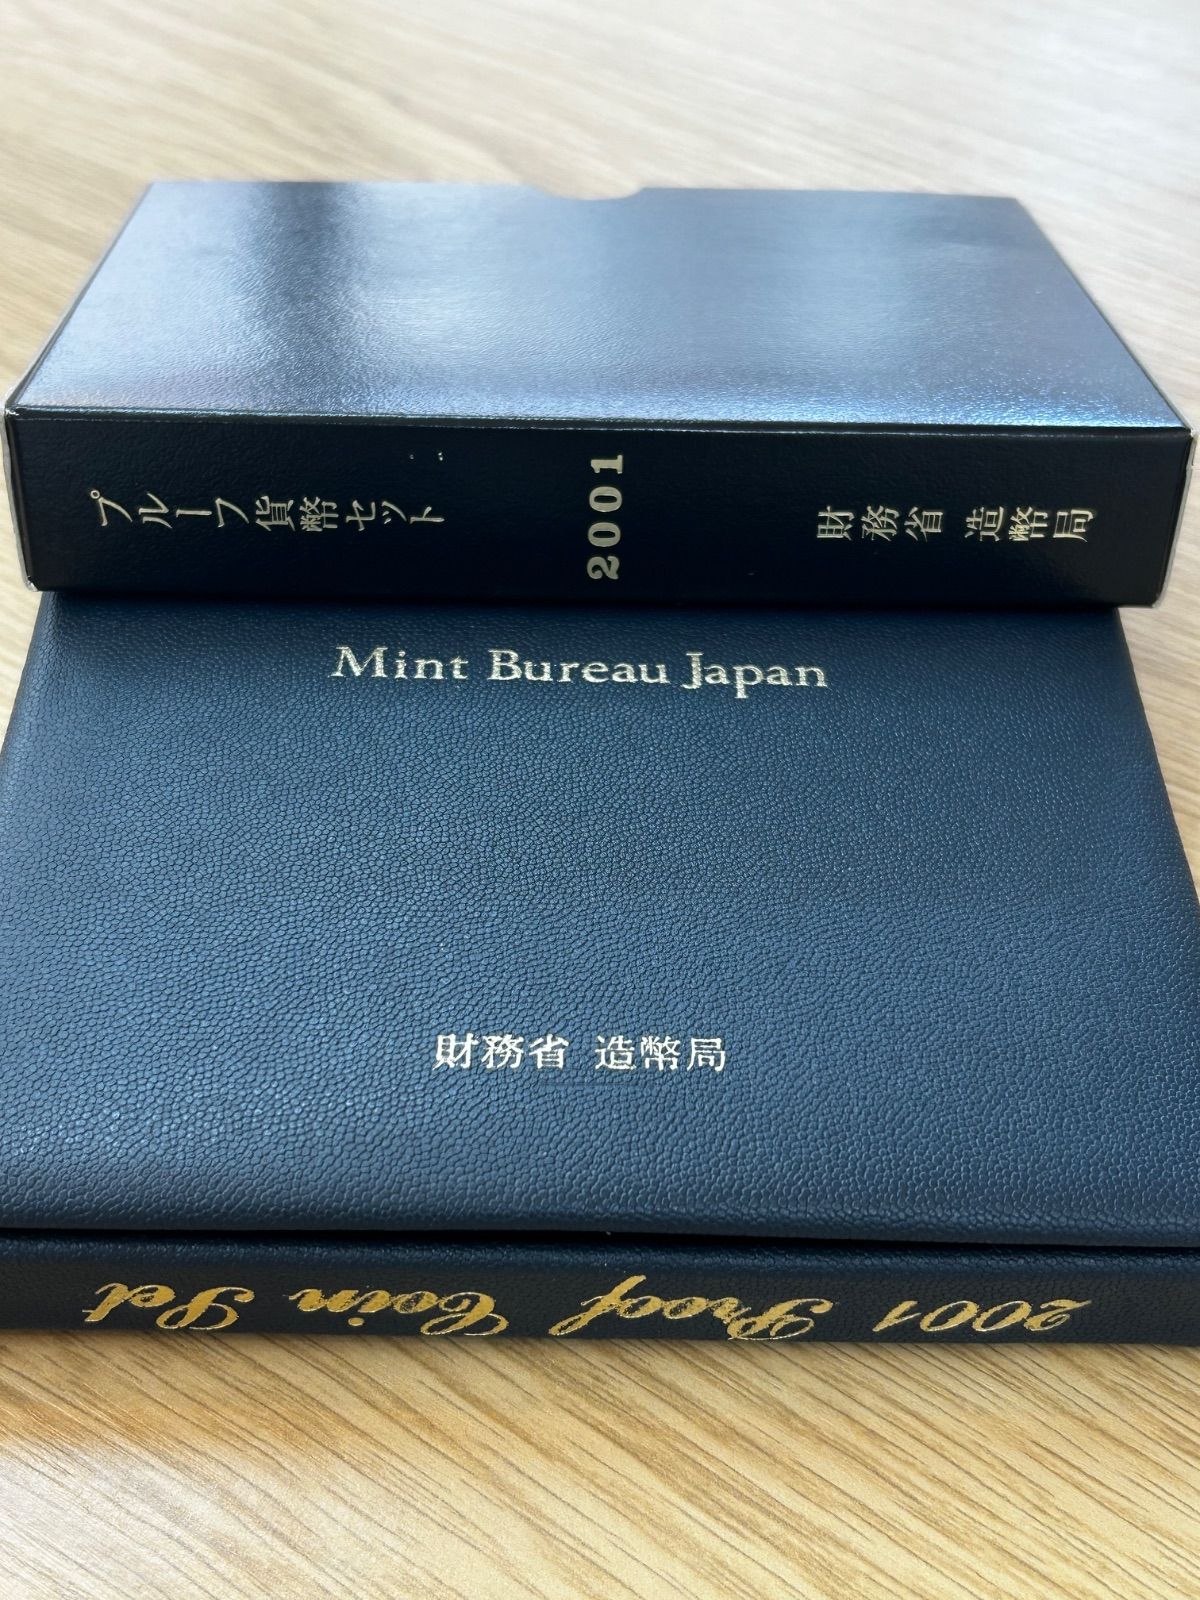 プルーフ貨幣セット
2001
財務省 造幣局
Mint Bureau Japan
財務省 造幣局
2001 Proof Coin Set